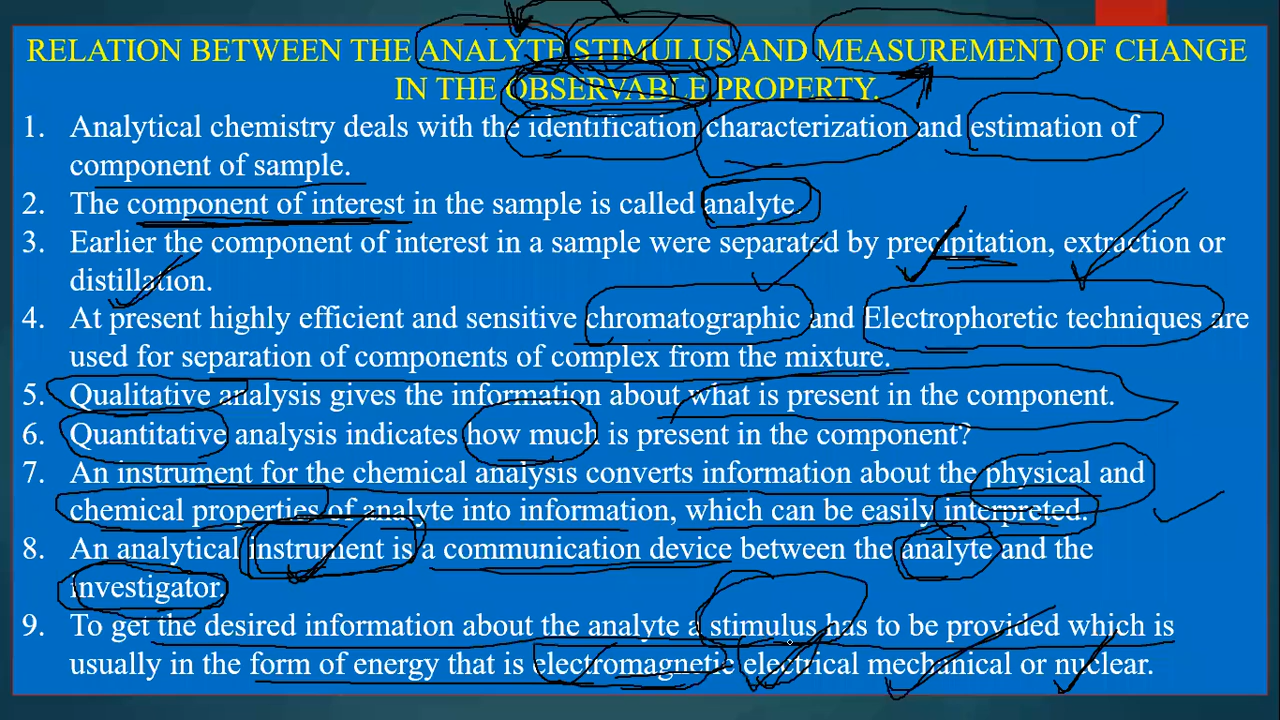 RELATION BETWEEN THE ANALYTE STIMULUS AND MEASUREMENT OF CHANGE
IN THE OBSERVABLE PROPERTY.
1. Analytical chemistry deals with the identification characterization and estimation of
component of sample.
2. The component of interest in the sample is called analyte.
3. Earlier the component of interest in a sample were separated by precipitation, extraction or
distillation.
4. At present highly efficient and sensitive chromatographic and Electrophoretic techniques are
used for separation of components of complex from the mixture.
5. Qualitative analysis gives the information about what is present in the component.
6. Quantitative analysis indicates how much is present in the component?
7. An instrument for the chemical analysis converts information about the physical and
chemical properties of analyte into information, which can be easily interpreted.
8. An analytical instrument is a communication device between the analyte and the
investigator.
9. To get the desired information about the analyte a stimulus has to be provided which is
usually in the form of energy that is electromagnetic electrical mechanical or nuclear.